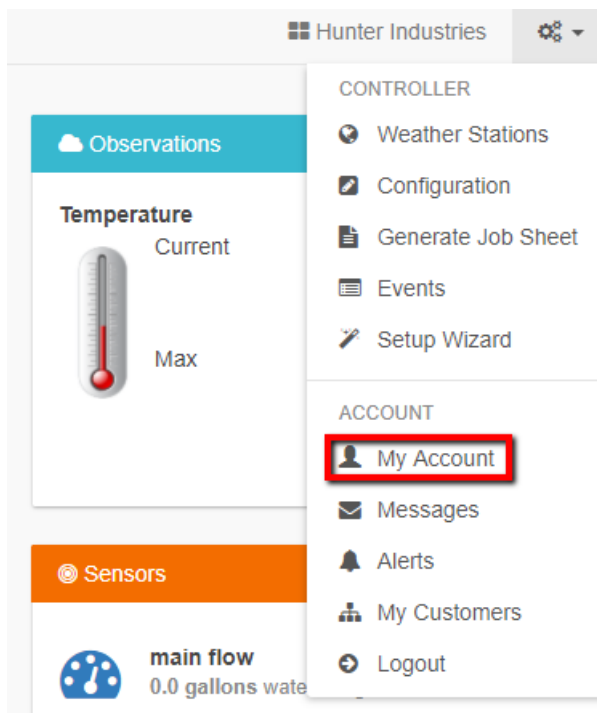 Hunter Industries
CONTROLLER
Weather Stations
Configuration
Generate Job Sheet
Events
Setup Wizard
ACCOUNT
My Account
Messages
Alerts
My Customers
Logout
Observations
Temperature
Current
Max
Sensors
main flow
0.0 gallons wate